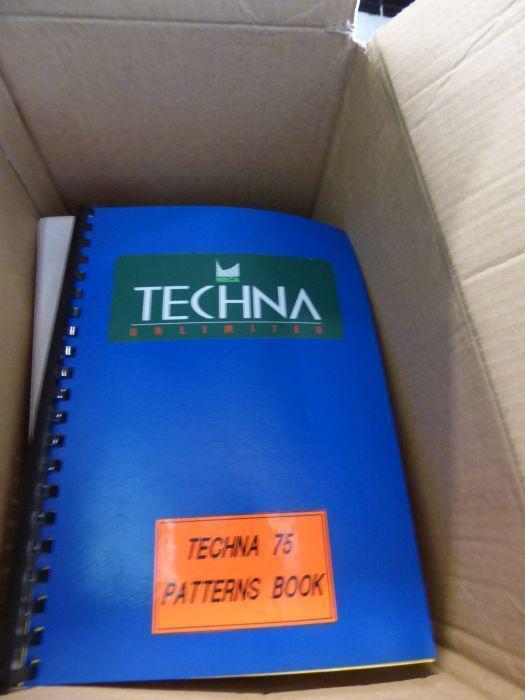 TECHNA
UNLIMITED
TECHNA 75
PATTERNS BOOK